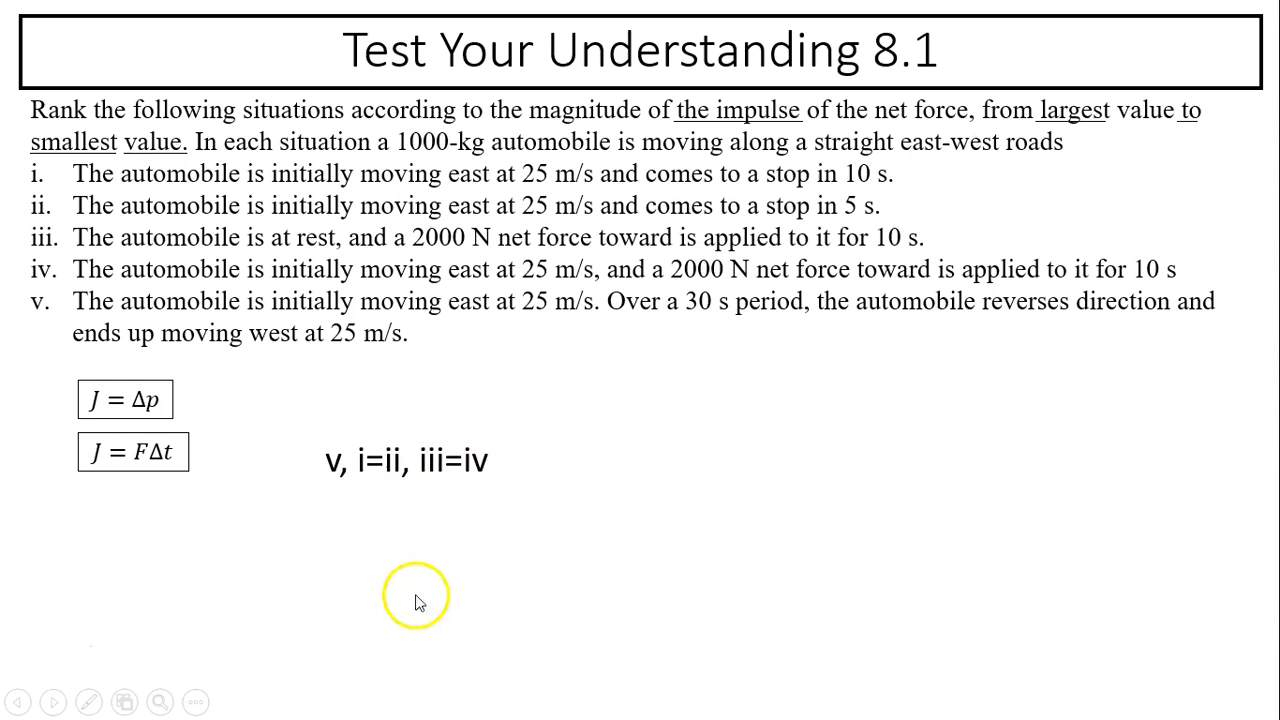 Test Your Understanding 8.1
Rank the following situations according to the magnitude of the impulse of the net force, from largest value to
smallest value. In each situation a 1000-kg automobile is moving along a straight east-west roads
i. The automobile is initially moving east at 25 m/s and comes to a stop in 10 s.
ii. The automobile is initially moving east at 25 m/s and comes to a stop in 5 s.
iii. The automobile is at rest, and a 2000 N net force toward is applied to it for 10 s.
iv. The automobile is initially moving east at 25 m/s, and a 2000 N net force toward is applied to it for 10 s
v. The automobile is initially moving east at 25 m/s. Over a 30 s period, the automobile reverses direction and
ends up moving west at 25 m/s.
J = Δp
J = FΔt
v, i=ii, iii=iv